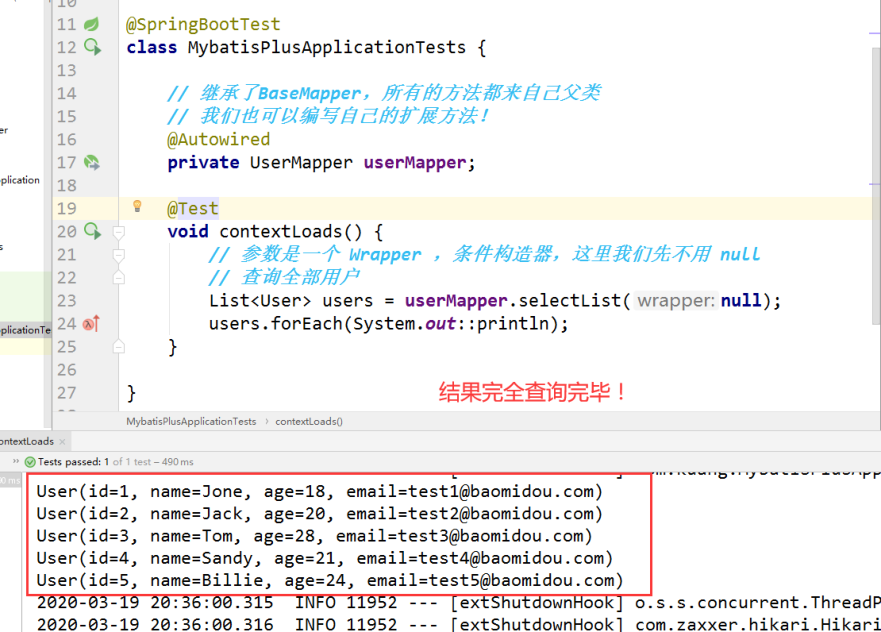 10
11 @SpringBootTest
12 class MybatisPlusApplicationTests {
13
14 // 继承了BaseMapper，所有的方法都来自己父类
15 // 我们也可以编写自己的扩展方法！
16 @Autowired
17 private UserMapper userMapper;
18
19 @Test
20 void contextLoads() {
21 // 参数是一个 Wrapper ，条件构造器，这里我们先不用 null
22 // 查询全部用户
23 List<User> users = userMapper.selectList( wrapper: null);
24 users.forEach(System.out::println);
25 }
26
27 }
结果完全查询完毕！
er
plication
s
plicationTe
MybatisPlusApplicationTests › contextLoads()
ontextLoads ×
» Tests passed: 1 of 1 test – 490 ms
User(id=1, name=Jone, age=18, email=test1@baomidou.com)
User(id=2, name=Jack, age=20, email=test2@baomidou.com)
User(id=3, name=Tom, age=28, email=test3@baomidou.com)
User(id=4, name=Sandy, age=21, email=test4@baomidou.com)
User(id=5, name=Billie, age=24, email=test5@baomidou.com)
2020-03-19 20:36:00.315 INFO 11952 --- [extShutdownHook] o.s.s.concurrent.ThreadP
2020-03-19 20:36:00.316 INFO 11952 --- [extShutdownHook] com.zaxxer.hikari.Hikari